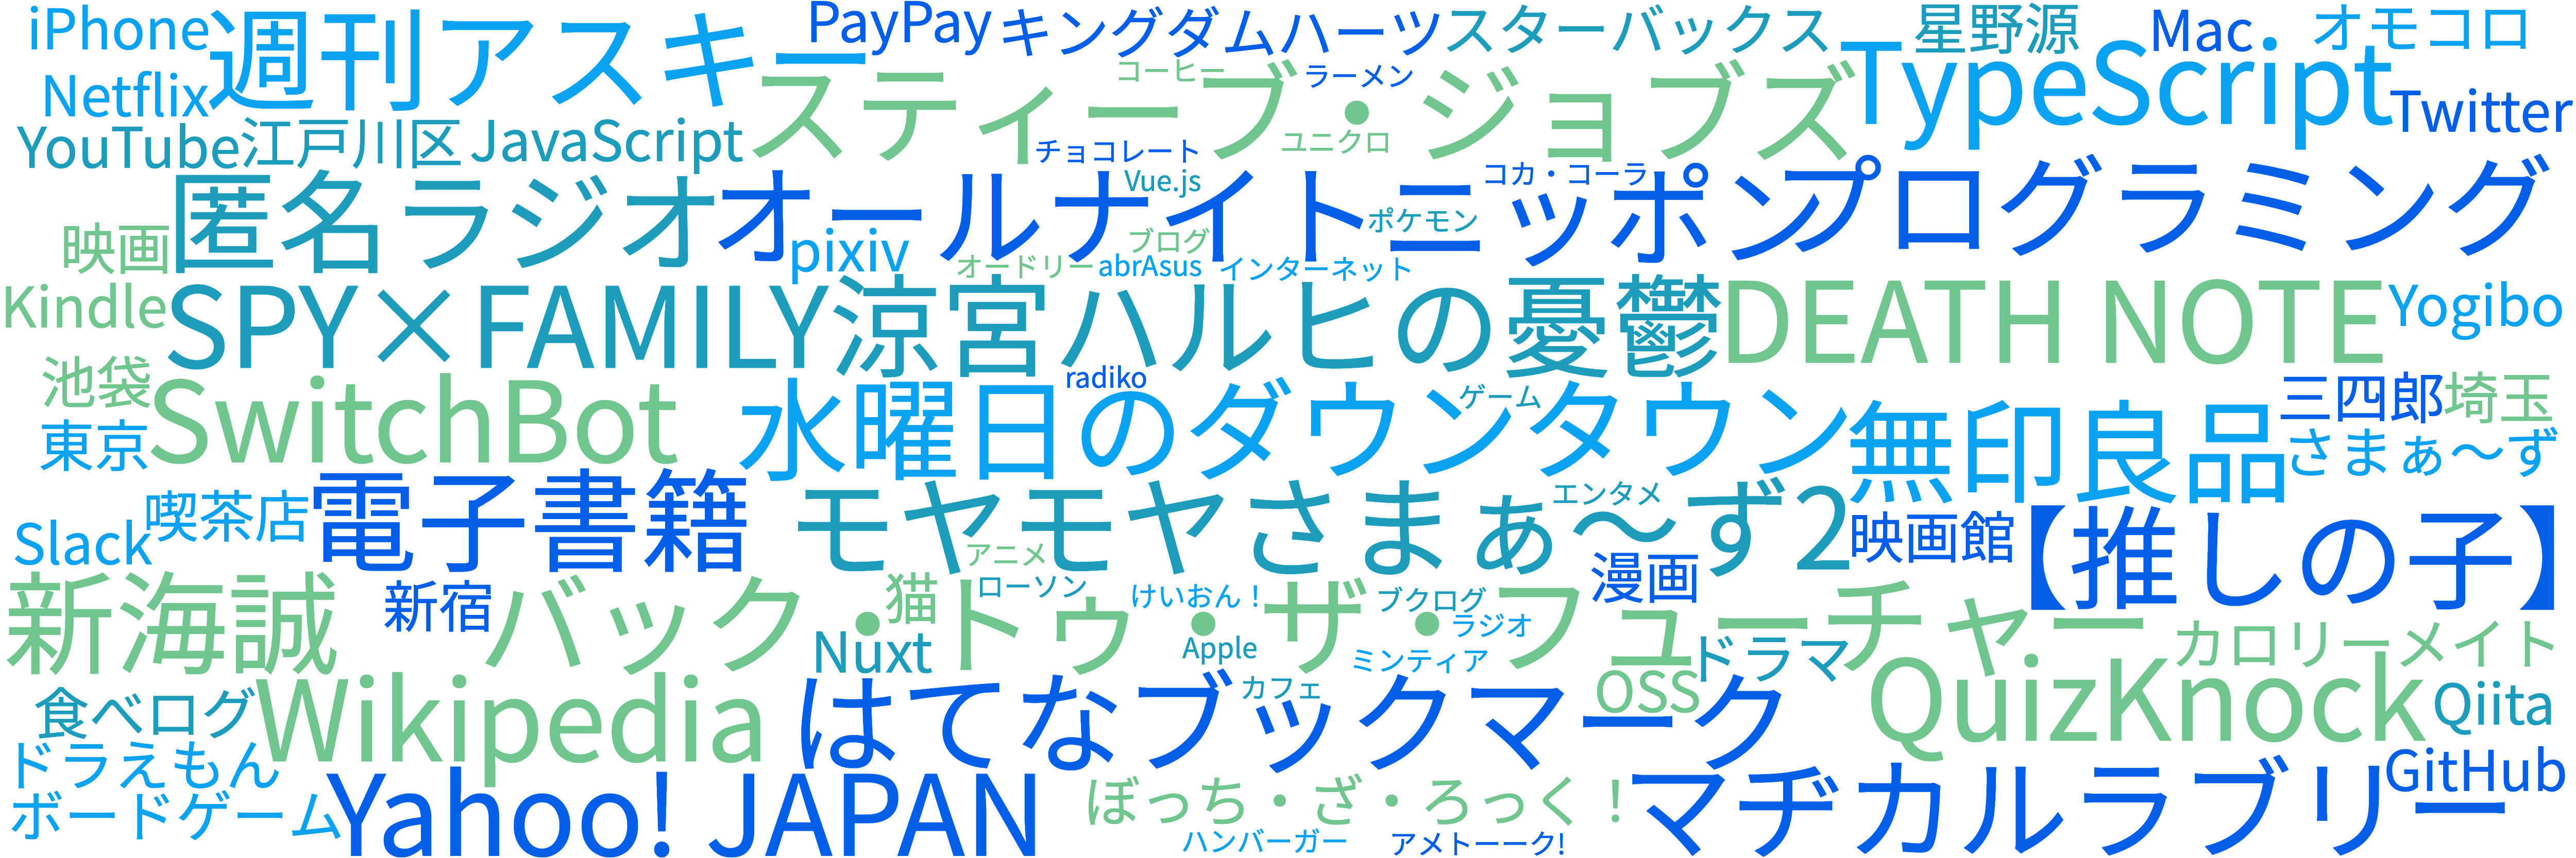 iPhone
週刊アスキー
PayPay
キングダムハーツ
スターバックス
星野源
Mac
オモコロ
Netflix
スティーブ・ジョブズ
コーヒー
ラーメン
TypeScript
Twitter
YouTube
江戸川区
JavaScript
ユニクロ
チョコレート
Vue.js
コカ・コーラ
匿名ラジオ
オールナイトニッポン
プログラミング
ポケモン
映画
pixiv
ブログ
オードリー
abrAsus
インターネット
Kindle
SPY×FAMILY
涼宮ハルヒの憂鬱
DEATH NOTE
Yogibo
池袋
SwitchBot
radiko
水曜日のダウンタウン
ゲーム
無印良品
三四郎
埼玉
東京
さまぁ～ず
喫茶店
電子書籍
モヤモヤさまぁ～ず2
エンタメ
映画館
【推しの子】
Slack
アニメ
漫画
新海誠
新宿
バック・トゥ・ザ・フューチャー
猫
ローソン
けいおん！
ブクログ
ラジオ
カロリーメイト
Nuxt
Apple
ミンティア
ドラマ
食べログ
Wikipedia
はてなブックマーク
カフェ
OSS
QuizKnock
Qiita
ドラえもん
GitHub
ボードゲーム
Yahoo! JAPAN
ぼっち・ざ・ろっく！
マヂカルラブリー
ハンバーガー
アメトーーク!